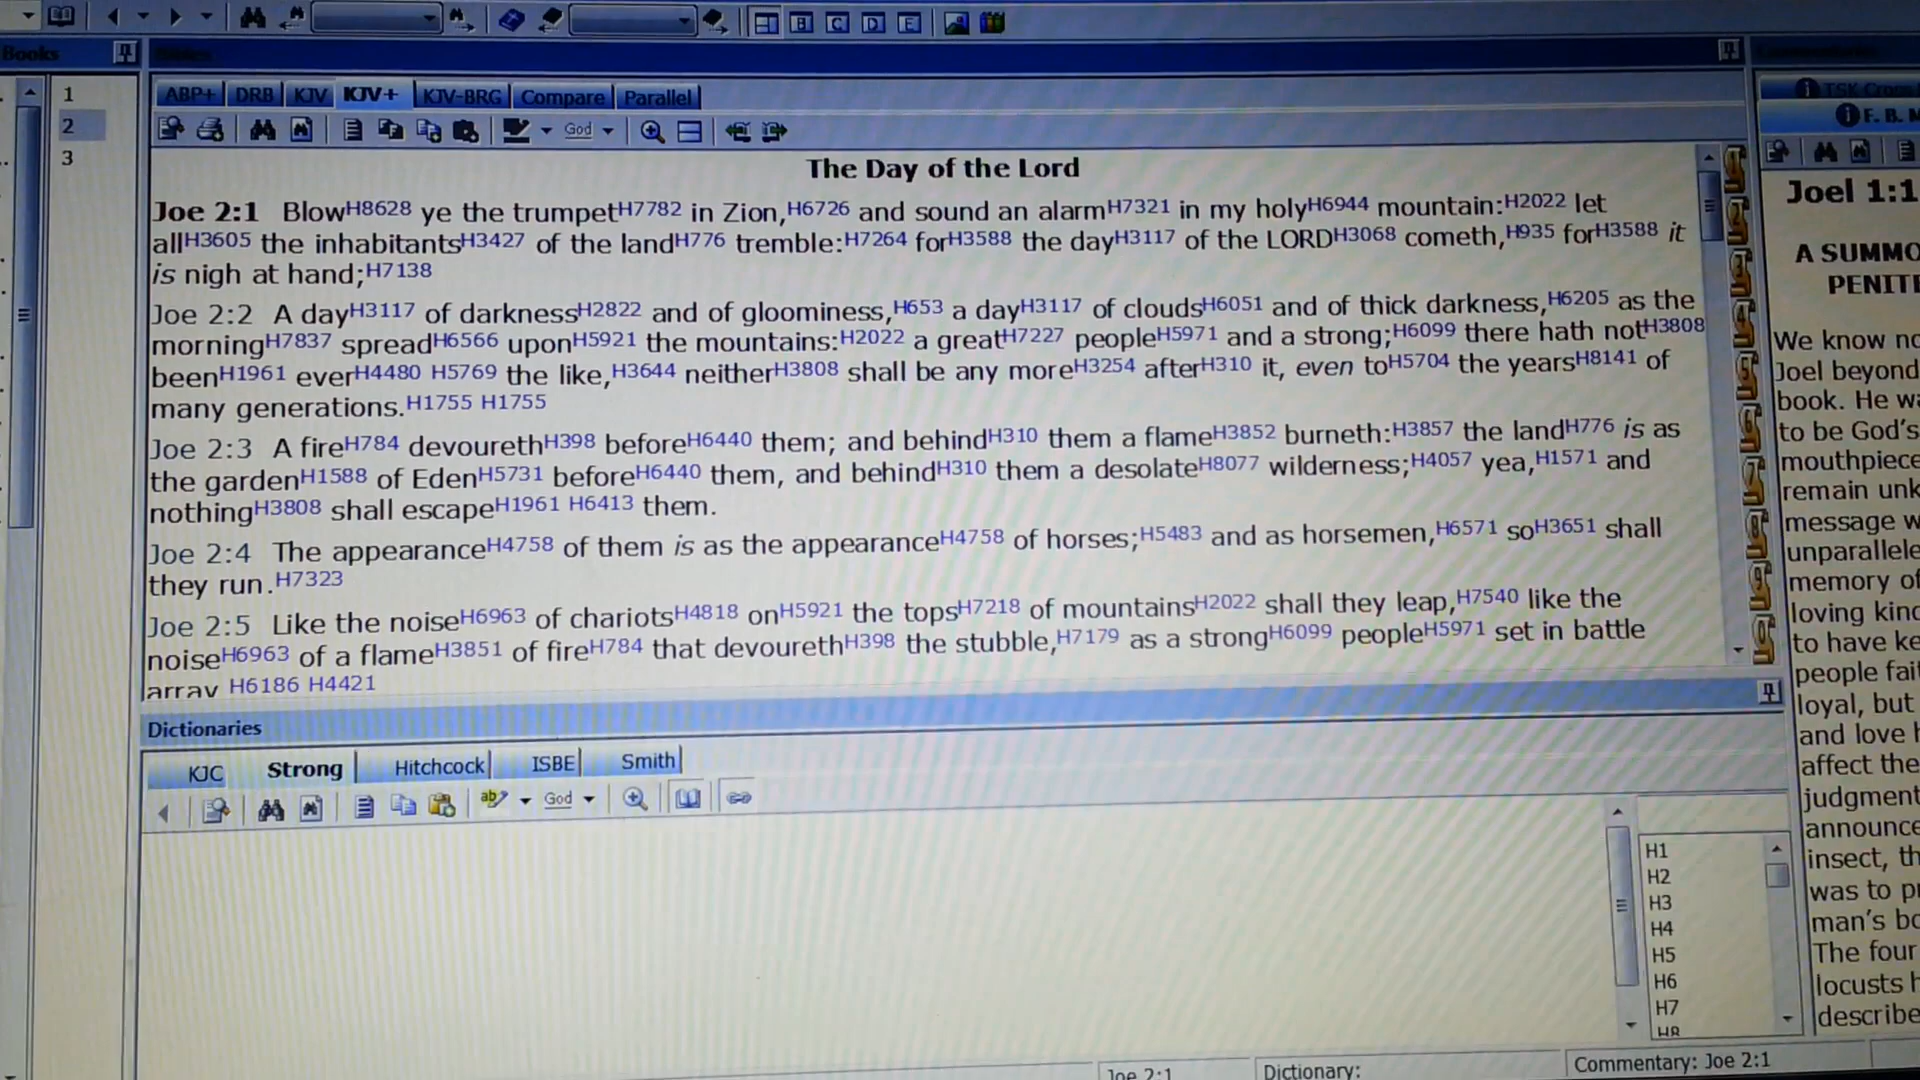 B C D E
Books
1
2
3
ABP+ DRB KJV KJV+ KJV-BRG Compare Parallel
God
The Day of the Lord
Joe 2:1 BlowH8628 ye the trumpetH7782 in Zion,H6726 and sound an alarmH7321 in my holyH6944 mountain:H2022 let
allH3605 the inhabitantsH3427 of the landH776 tremble:H7264 forH3588 the dayH3117 of the LORDH3068 cometh,H935 forH3588 it
is nigh at hand;H7138
Joe 2:2 A dayH3117 of darknessH2822 and of gloominess,H653 a dayH3117 of cloudsH6051 and of thick darkness,H6205 as the
morningH7837 spreadH6566 uponH5921 the mountains:H2022 a greatH7227 peopleH5971 and a strong;H6099 there hath notH3808
beenH1961 everH4480 H5769 the like,H3644 neitherH3808 shall be any moreH3254 afterH310 it, even toH5704 the yearsH8141 of
many generations.H1755 H1755
Joe 2:3 A fireH784 devourethH398 beforeH6440 them; and behindH310 them a flameH3852 burneth:H3857 the landH776 is as
the gardenH1588 of EdenH5731 beforeH6440 them, and behindH310 them a desolateH8077 wilderness;H4057 yea,H1571 and
nothingH3808 shall escapeH1961 H6413 them.
Joe 2:4 The appearanceH4758 of them is as the appearanceH4758 of horses;H5483 and as horsemen,H6571 soH3651 shall
they run.H7323
Joe 2:5 Like the noiseH6963 of chariotsH4818 onH5921 the topsH7218 of mountainsH2022 shall they leap,H7540 like the
noiseH6963 of a flameH3851 of fireH784 that devourethH398 the stubble,H7179 as a strongH6099 peopleH5971 set in battle
array H6186 H4421
Dictionaries
KJC Strong Hitchcock ISBE Smith
God
H1
H2
H3
H4
H5
H6
H7
H8
TSK Cross
F. B. M
Joel 1:1
A SUMMO
PENITE
We know no
Joel beyond
book. He wa
to be God's
mouthpiece
remain unk
message w
unparallele
memory of
loving kind
to have ke
people fait
loyal, but
and love h
affect the
judgment
announce
insect, th
was to pr
man's bo
The four
locusts h
describe
Joe 2:1 Dictionary: Commentary: Joe 2:1